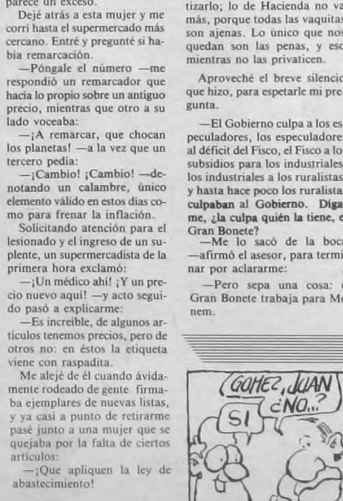 parece un exceso.
Dejé atrás a esta mujer y me
corrí hasta el supermercado más
cercano. Entré y pregunté si ha-
bía remarcación.
—Póngale el número —me
respondió un remarcador que
hacía lo propio sobre un antiguo
precio, mientras que otro a su
lado voceaba:
—¡A remarcar, que chocan
los planetas! —a la vez que un
tercero pedía:
—¡Cambio! ¡Cambio! —de-
notando un calambre, único
elemento válido en estos días co-
mo para frenar la inflación.
Solicitando atención para el
lesionado y el ingreso de un su-
plente, un supermercadista de la
primera hora exclamó:
—¡Un médico ahí! ¡Y un pre-
cio nuevo aquí! —y acto segui-
do pasó a explicarme:
—Es increíble, de algunos ar-
tículos tenemos precios, pero de
otros no: en éstos la etiqueta
viene con raspadita.
Me alejé de él cuando ávida-
mente rodeado de gente firma-
ba ejemplares de nuevas listas,
y ya casi a punto de retirarme
pasé junto a una mujer que se
quejaba por la falta de ciertos
artículos:
—¡Que apliquen la ley de
abastecimiento!
tizarlo; lo de Hacienda no va
más, porque todas las vaquitas
son ajenas. Lo único que nos
quedan son las penas, y eso
mientras no las privaticen.
Aproveché el breve silencio
que hizo, para espetarle mi pre-
gunta.
—El Gobierno culpa a los es
peculadores, los especuladores
al déficit del Fisco, el Fisco a lo
subsidios para los industriales
los industriales a los ruralistas
y hasta hace poco los ruralista
culpaban al Gobierno. Diga
me, ¿la culpa quién la tiene, e
Gran Bonete?
—Me lo sacó de la boca
—afirmó el asesor, para termi
nar por aclararme:
—Pero sepa una cosa: e
Gran Bonete trabaja para Me
nem.
¿GOMEZ, JUAN
¿NO...?
SI